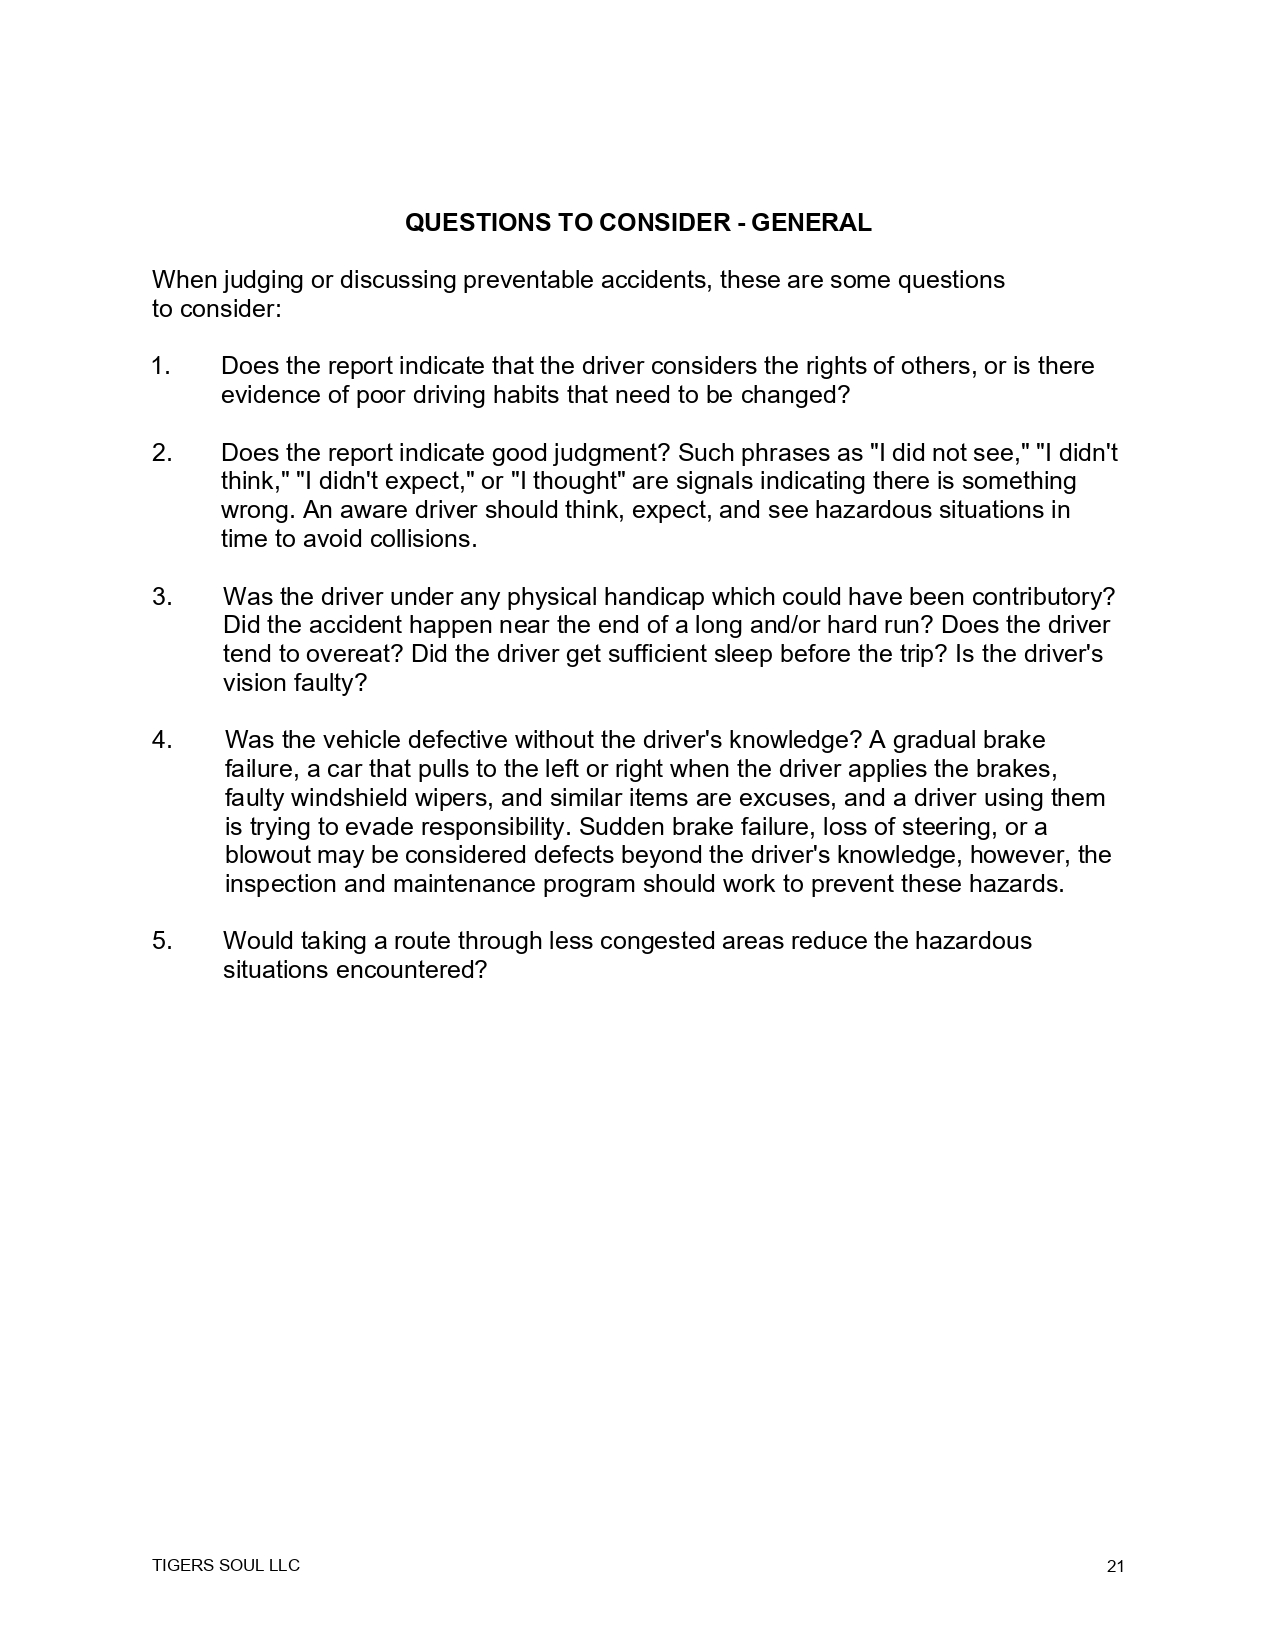 QUESTIONS TO CONSIDER - GENERAL
When judging or discussing preventable accidents, these are some questions
to consider:
1. Does the report indicate that the driver considers the rights of others, or is there
evidence of poor driving habits that need to be changed?
2. Does the report indicate good judgment? Such phrases as "I did not see," "I didn't
think," "I didn't expect," or "I thought" are signals indicating there is something
wrong. An aware driver should think, expect, and see hazardous situations in
time to avoid collisions.
3. Was the driver under any physical handicap which could have been contributory?
Did the accident happen near the end of a long and/or hard run? Does the driver
tend to overeat? Did the driver get sufficient sleep before the trip? Is the driver's
vision faulty?
4. Was the vehicle defective without the driver's knowledge? A gradual brake
failure, a car that pulls to the left or right when the driver applies the brakes,
faulty windshield wipers, and similar items are excuses, and a driver using them
is trying to evade responsibility. Sudden brake failure, loss of steering, or a
blowout may be considered defects beyond the driver's knowledge, however, the
inspection and maintenance program should work to prevent these hazards.
5. Would taking a route through less congested areas reduce the hazardous
situations encountered?
TIGERS SOUL LLC 21